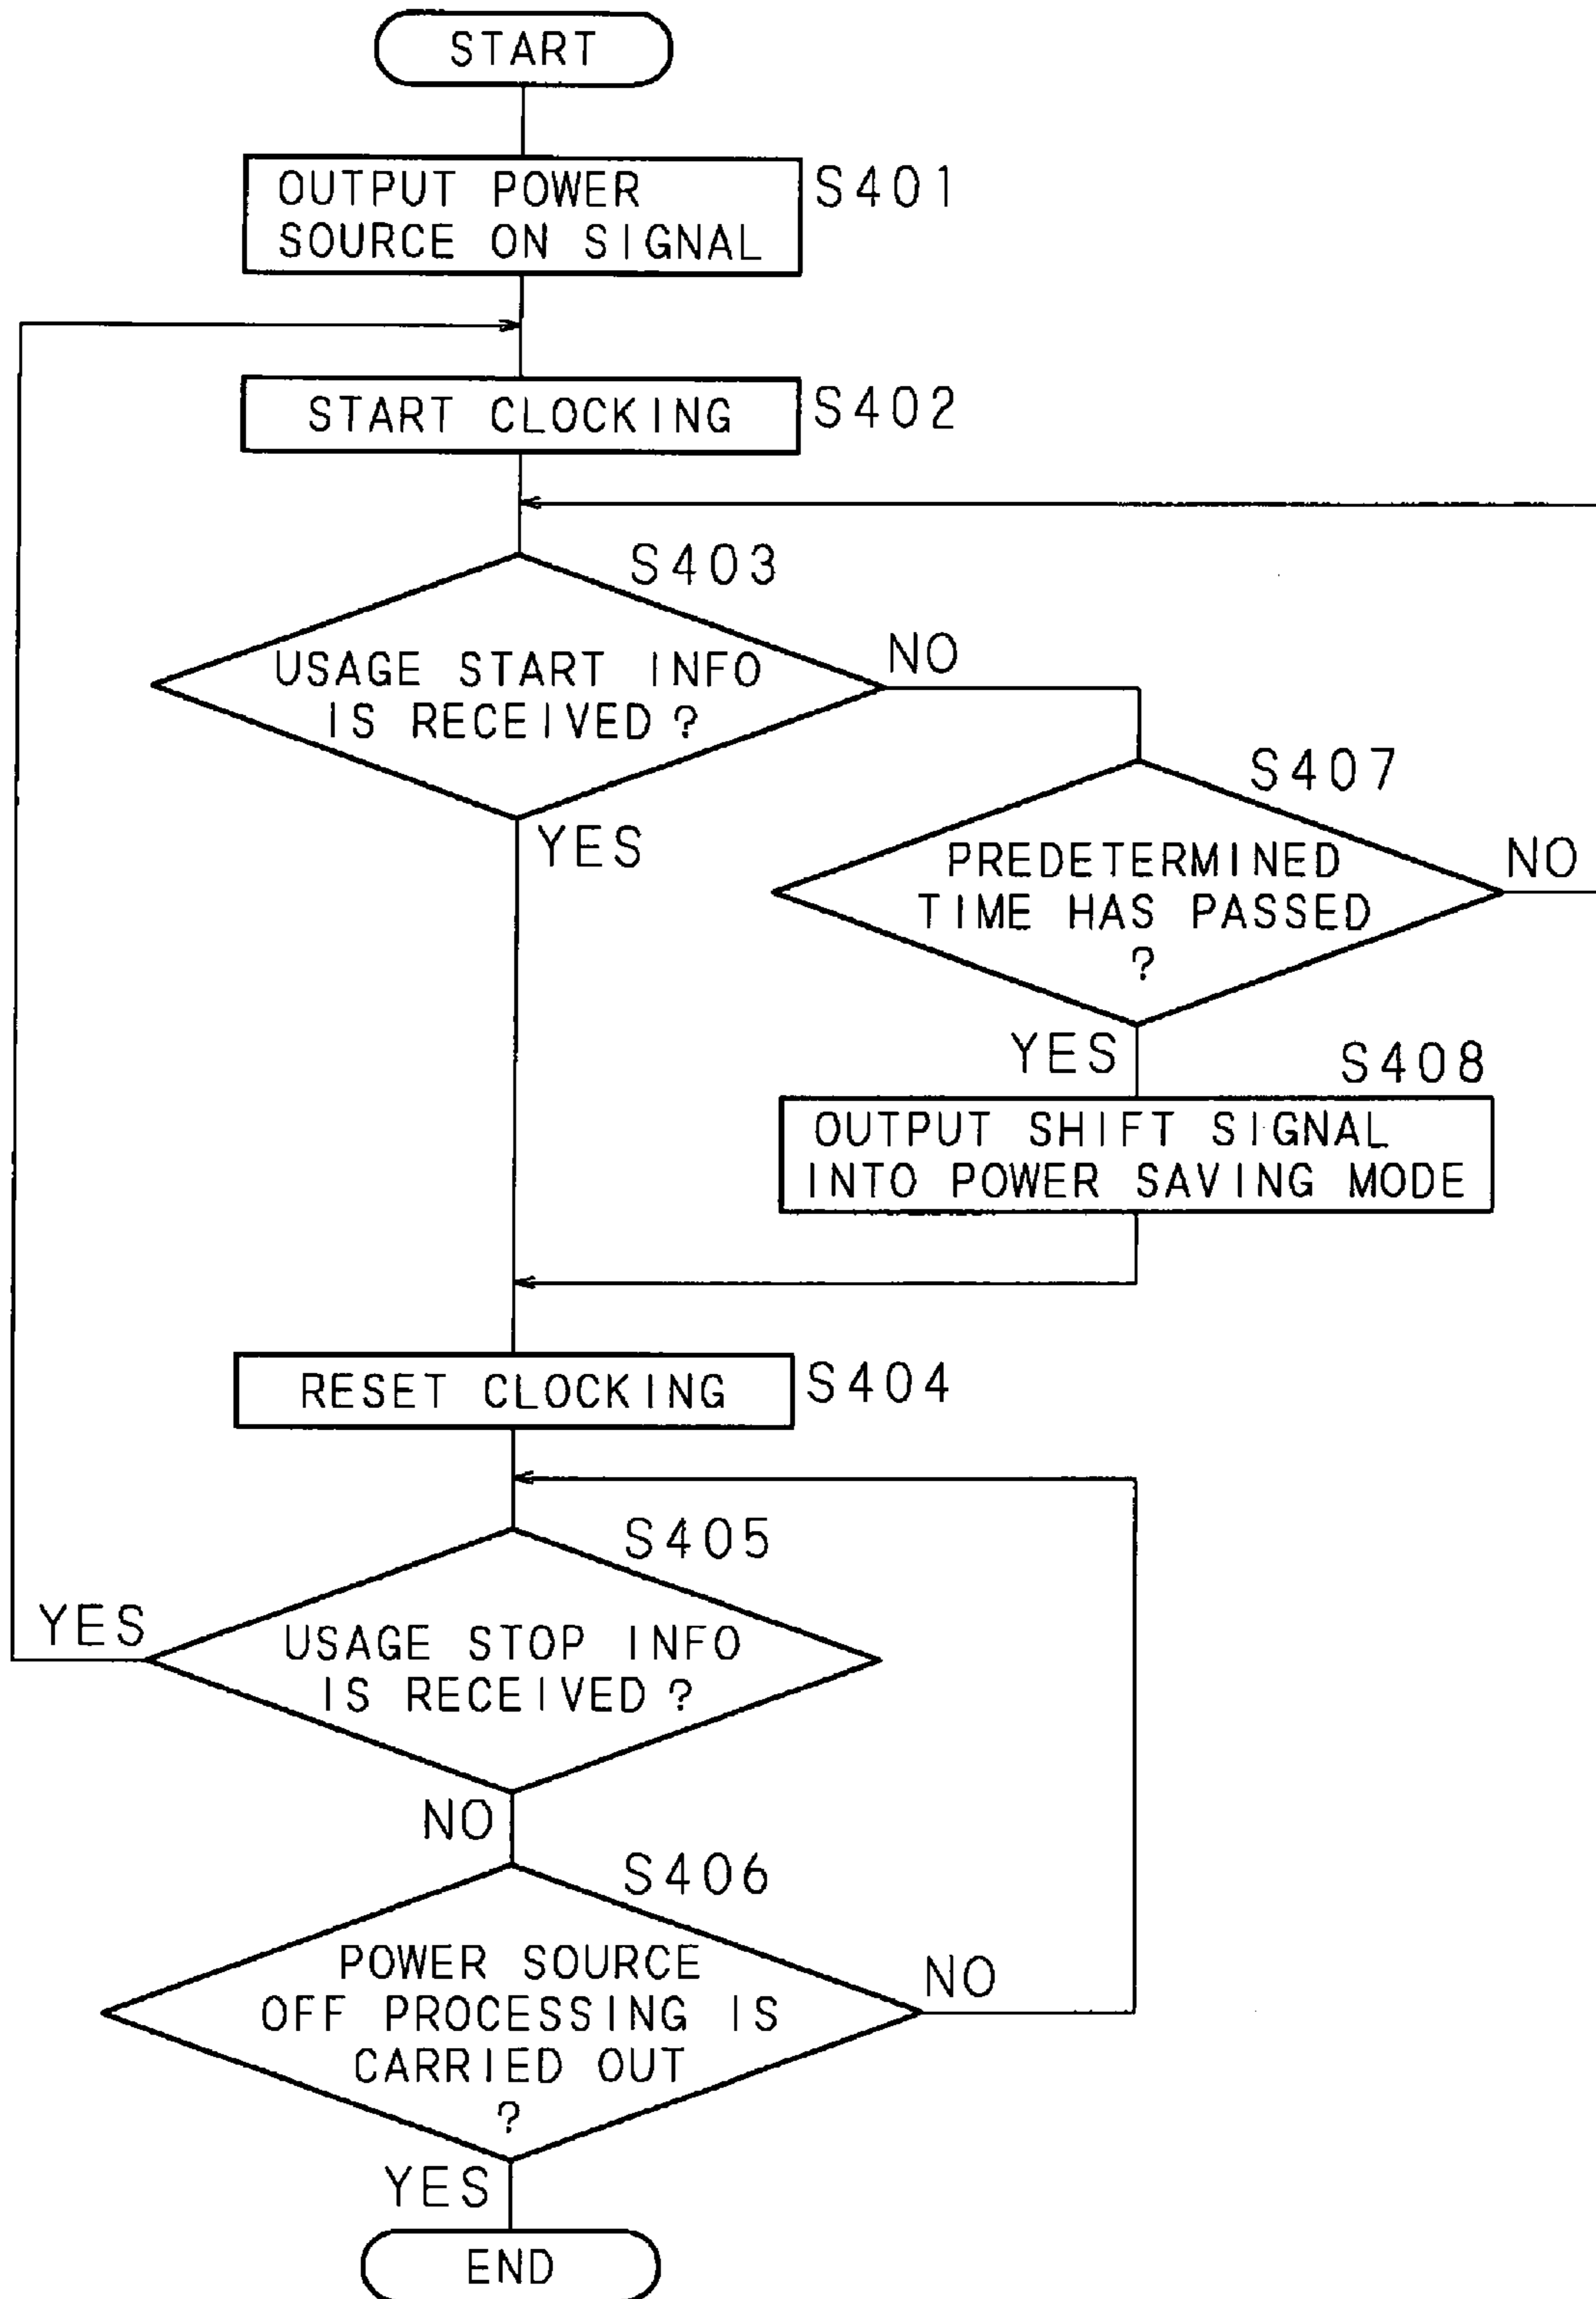 START
OUTPUT POWER
SOURCE ON SIGNAL
S401
START CLOCKING
S402
S403
USAGE START INFO
IS RECEIVED?
NO
YES
S407
PREDETERMINED
TIME HAS PASSED
?
NO
YES
S408
OUTPUT SHIFT SIGNAL
INTO POWER SAVING MODE
RESET CLOCKING
S404
S405
USAGE STOP INFO
IS RECEIVED?
YES
NO
S406
POWER SOURCE
OFF PROCESSING IS
CARRIED OUT
?
NO
YES
END